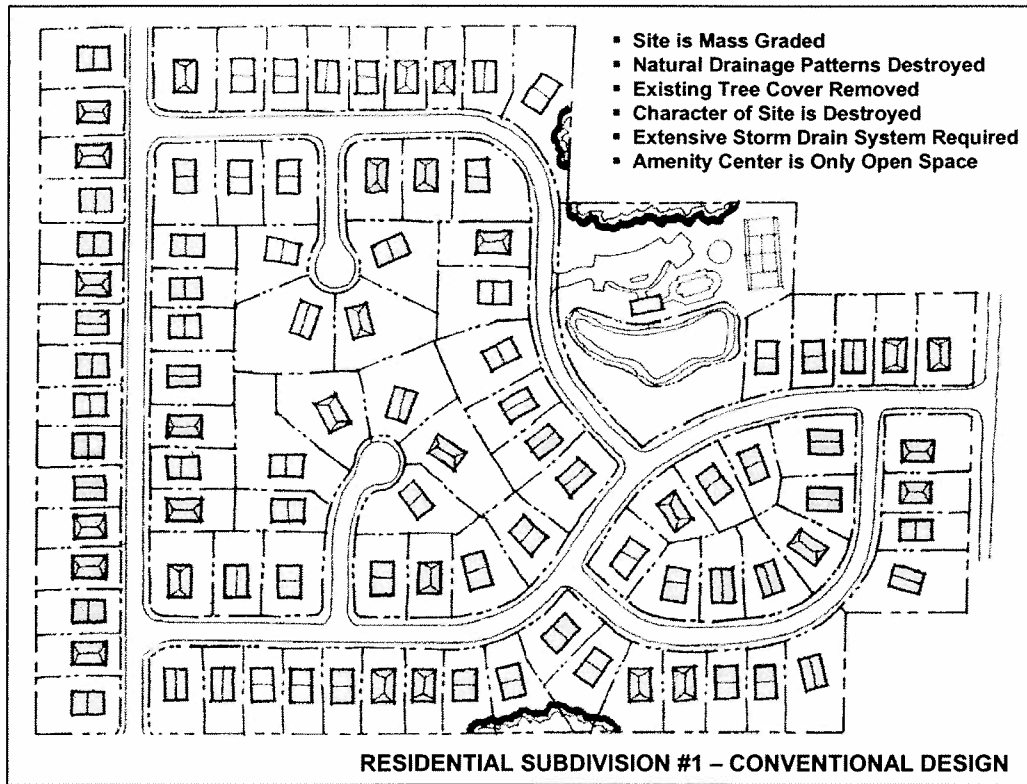 ▪ Site is Mass Graded
▪ Natural Drainage Patterns Destroyed
▪ Existing Tree Cover Removed
▪ Character of Site is Destroyed
▪ Extensive Storm Drain System Required
▪ Amenity Center is Only Open Space
RESIDENTIAL SUBDIVISION #1 – CONVENTIONAL DESIGN